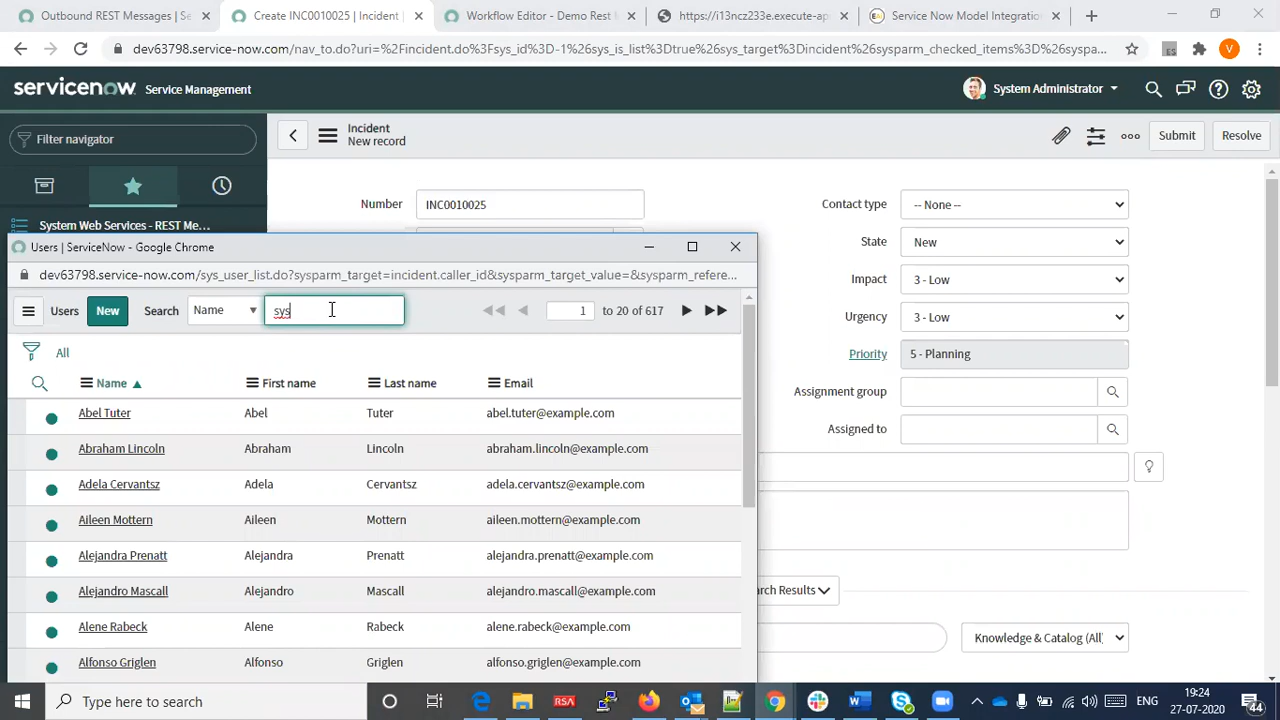 Outbound REST Messages | Se
Create INC0010025 | Incident |
Workflow Editor - Demo Rest M
https://i13ncz233e.execute-ap
Service Now Model Integration
dev63798.service-now.com/nav_to.do?uri=%2Fincident.do%3Fsys_id%3D-1%26sys_is_list%3Dtrue%26sys_target%3Dincident%26sysparm_checked_items%3D%26syspa...
V
servicenow Service Management
System Administrator
Filter navigator
Incident
New record
Submit
Resolve
System Web Services - REST Me...
Number
INC0010025
Contact type
-- None --
State
New
Impact
3 - Low
Urgency
3 - Low
Priority
5 - Planning
Assignment group
Assigned to
arch Results
Knowledge & Catalog (All)
Users | ServiceNow - Google Chrome
dev63798.service-now.com/sys_user_list.do?sysparm_target=incident.caller_id&sysparm_target_value=&sysparm_refere...
Users New Search Name sys 1 to 20 of 617
All
Name First name Last name Email
Abel Tuter Abel Tuter abel.tuter@example.com
Abraham Lincoln Abraham Lincoln abraham.lincoln@example.com
Adela Cervantsz Adela Cervantsz adela.cervantsz@example.com
Aileen Mottern Aileen Mottern aileen.mottern@example.com
Alejandra Prenatt Alejandra Prenatt alejandra.prenatt@example.com
Alejandro Mascall Alejandro Mascall alejandro.mascall@example.com
Alene Rabeck Alene Rabeck alene.rabeck@example.com
Alfonso Griglen Alfonso Griglen alfonso.griglen@example.com
Type here to search
RSA
ENG
19:24
27-07-2020
44